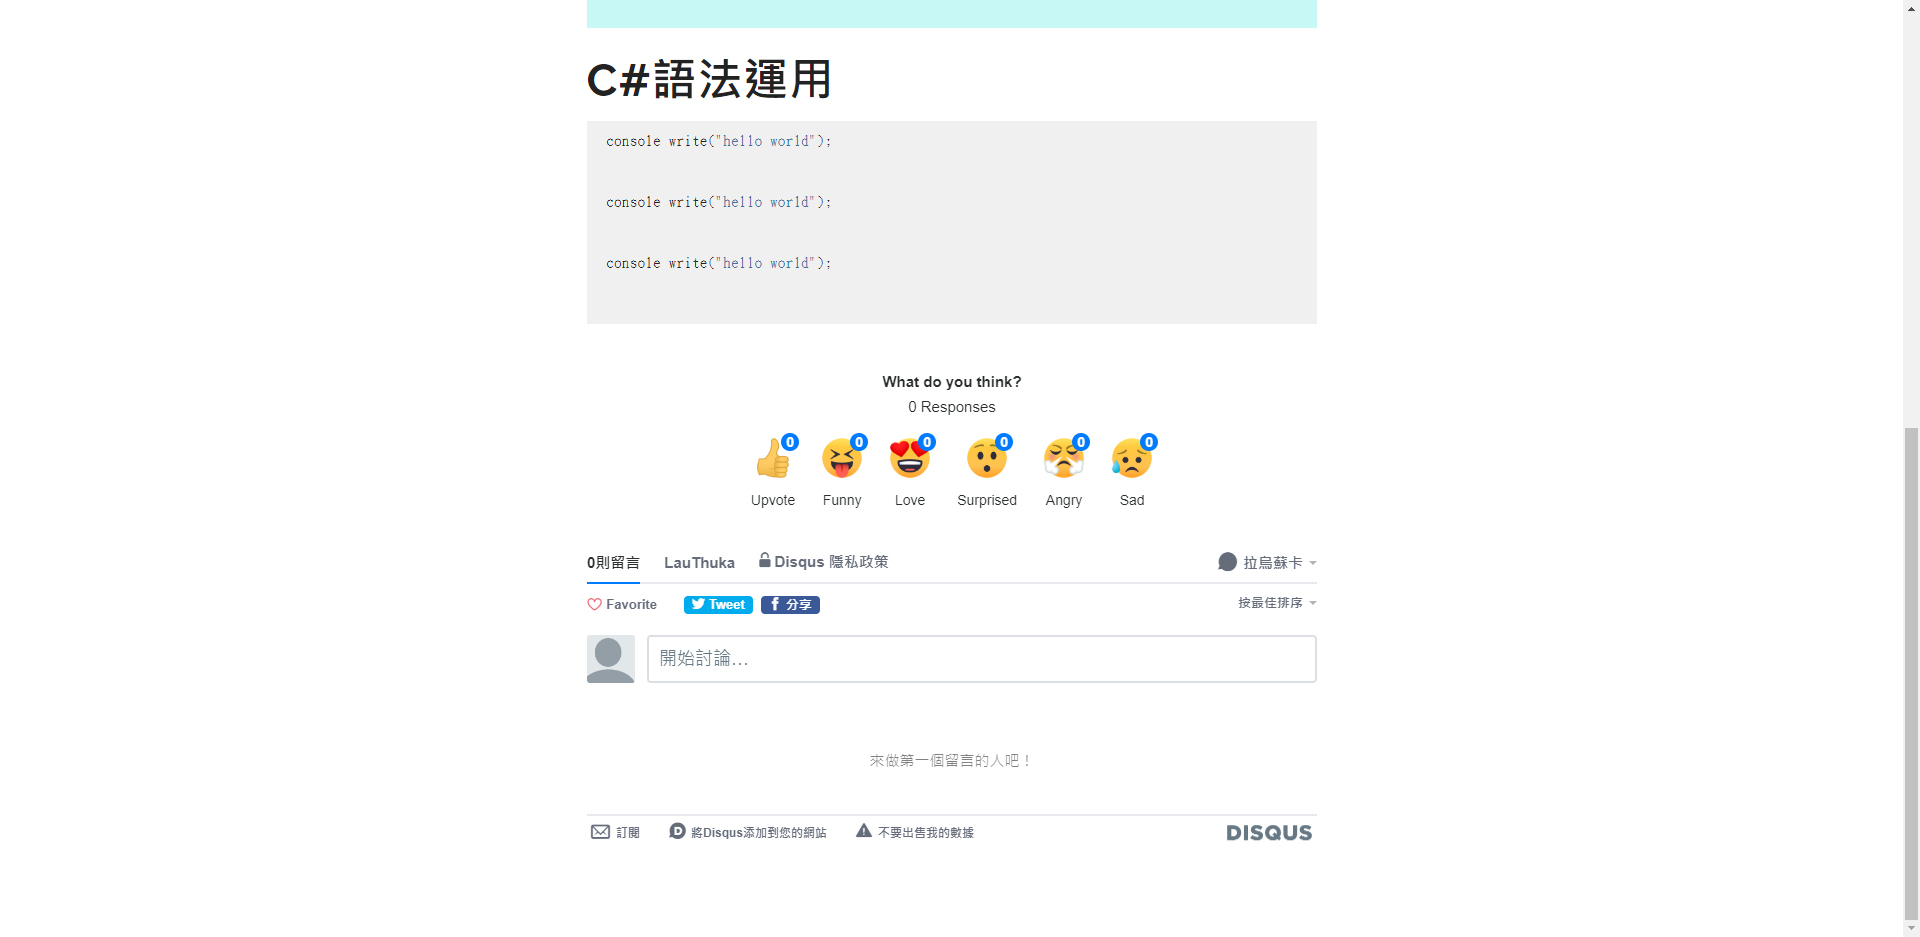 C#語法運用
console write("hello world");
console write("hello world");
console write("hello world");
What do you think?
0 Responses
0 0 0 0 0 0
Upvote Funny Love Surprised Angry Sad
0則留言 LauThuka Disqus 隱私政策 拉烏蘇卡
Favorite Tweet 分享 按最佳排序
開始討論...
來做第一個留言的人吧！
訂閱 將Disqus添加到您的網站 不要出售我的數據 DISQUS